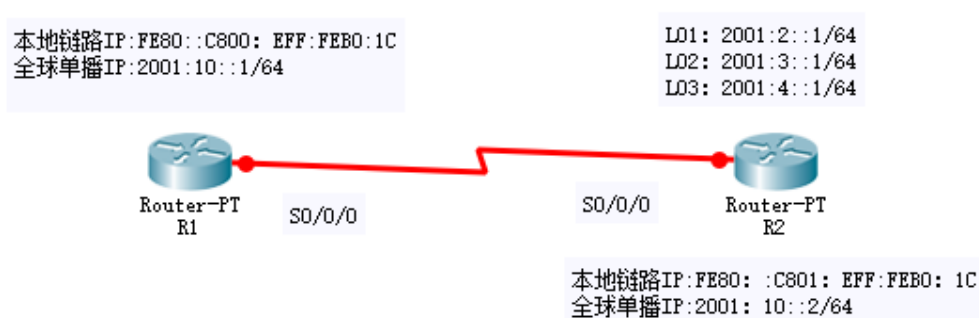 本地链路IP:FE80::C800: EFF:FEB0:1C
全球单播IP:2001:10::1/64
LO1: 2001:2::1/64
LO2: 2001:3::1/64
LO3: 2001:4::1/64
Router-PT
R1
S0/0/0
S0/0/0
Router-PT
R2
本地链路IP:FE80: :C801: EFF:FEB0: 1C
全球单播IP:2001: 10::2/64